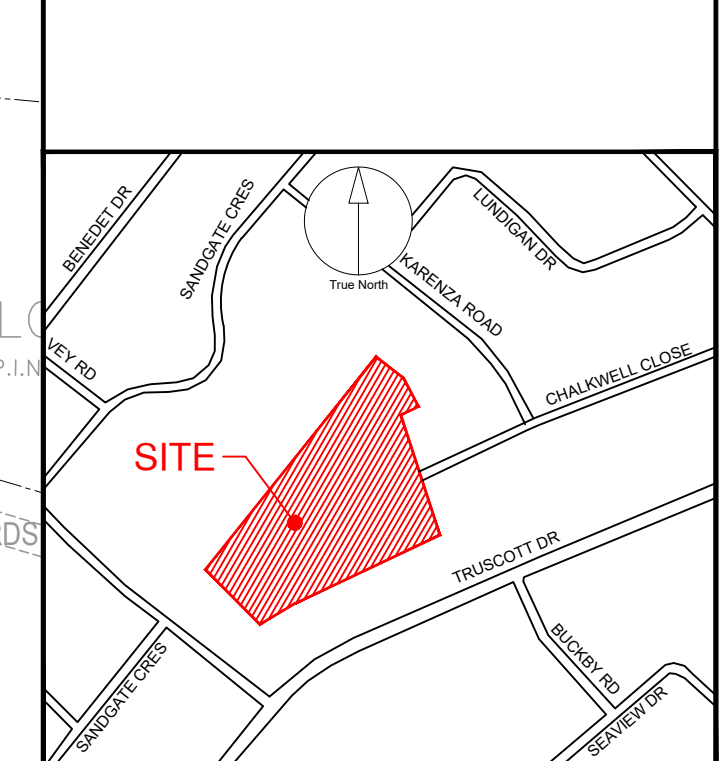 BENEDET DR
SANDGATE CRES
LUNDIGAN DR
True North
KARENZA ROAD
VEY RD
P.I.N
CHALKWELL CLOSE
SITE
RDS
TRUSCOTT DR
BUCKBY RD
SANDGATE CRES
SEAVIEW DR